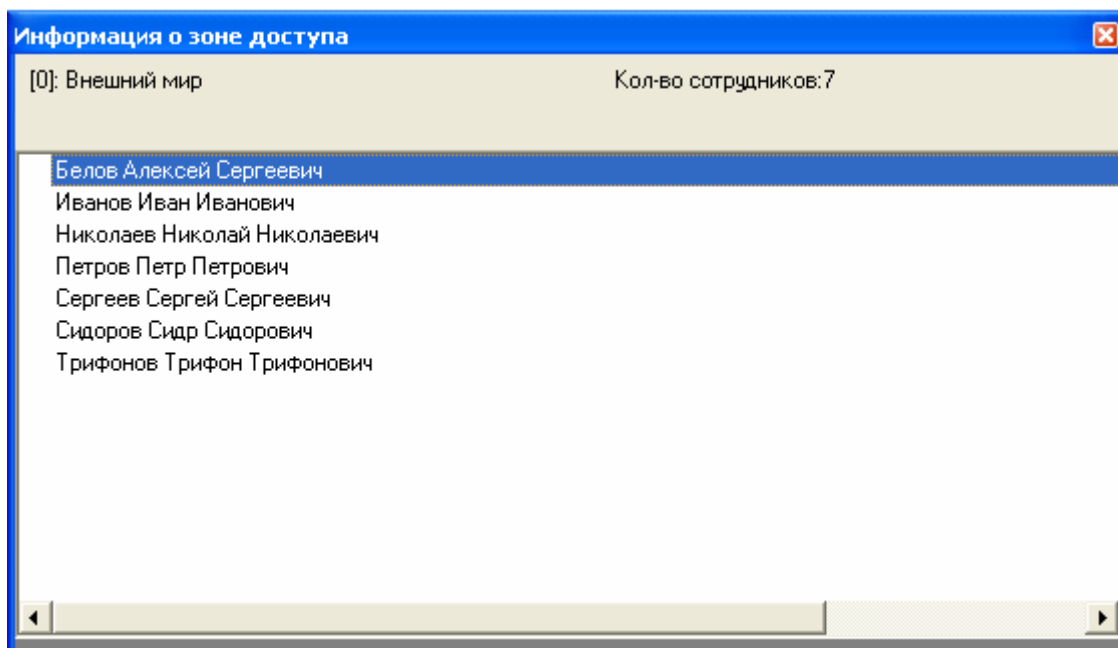 Информация о зоне доступа
[0]: Внешний мир Кол-во сотрудников:7
Белов Алексей Сергеевич
Иванов Иван Иванович
Николаев Николай Николаевич
Петров Петр Петрович
Сергеев Сергей Сергеевич
Сидоров Сидр Сидорович
Трифонов Трифон Трифонович